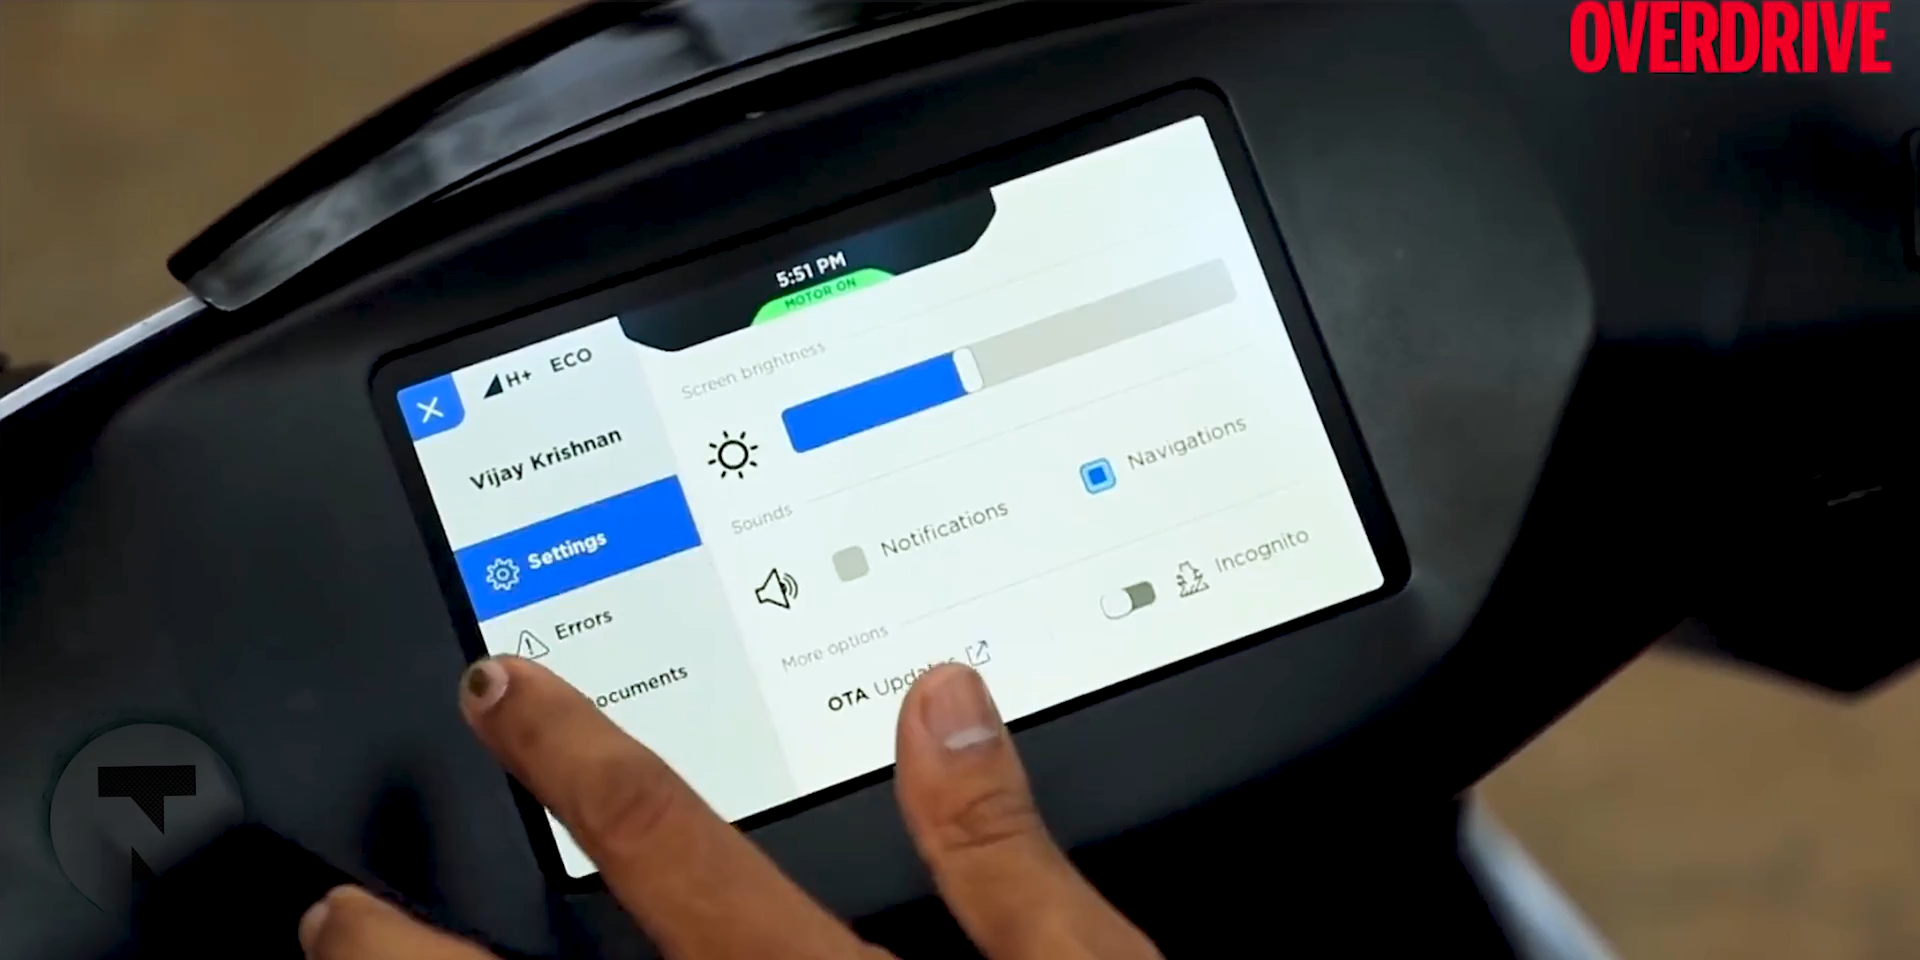 OVERDRIVE
5:51 PM
MOTOR ON
H+ ECO
Vijay Krishnan
Settings
Errors
ocuments
Screen brightness
Sounds
Notifications
Navigations
More options
OTA Updates
Incognito